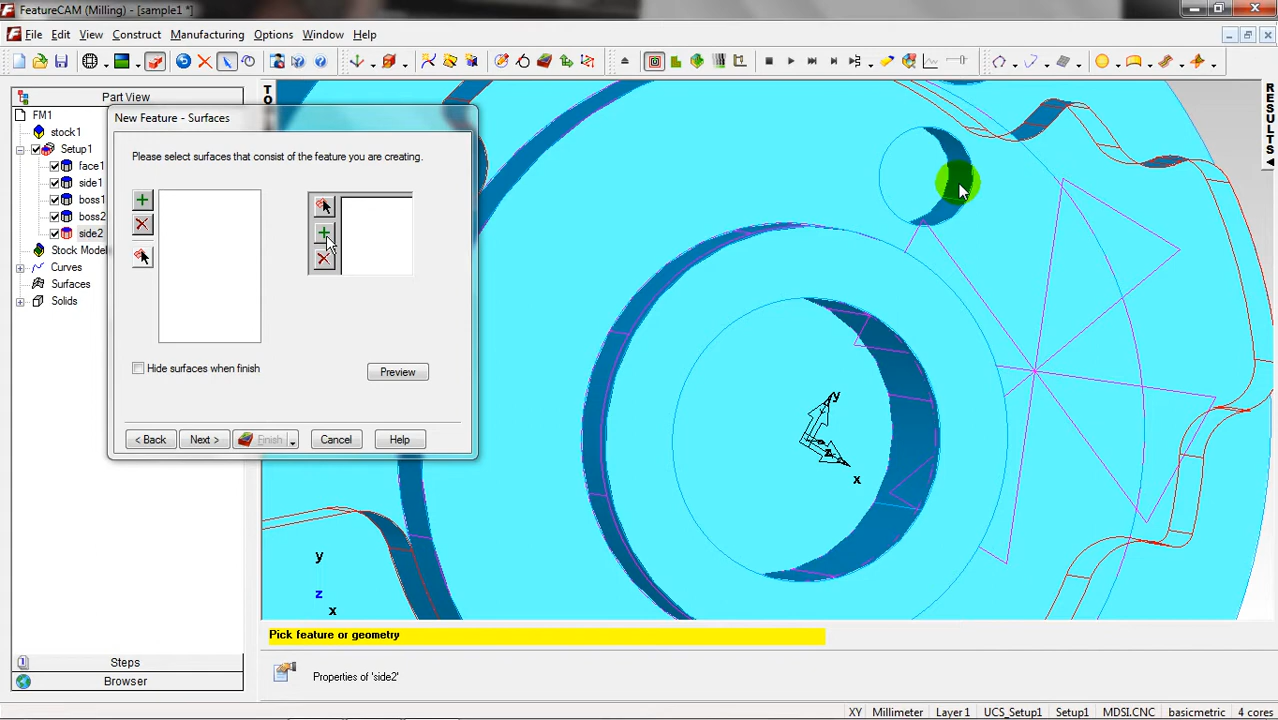 FeatureCAM (Milling) - [sample1 *]
File Edit View Construct Manufacturing Options Window Help
Part View
FM1
stock1
Setup1
face1
side1
boss1
boss2
side2
Stock Model
Curves
Surfaces
Solids
New Feature - Surfaces
Please select surfaces that consist of the feature you are creating.
Hide surfaces when finish
Preview
< Back Next > Finish Cancel Help
TO
RESULTS
y
z
x
y
z
x
Pick feature or geometry
Steps
Properties of 'side2'
Browser
XY Millimeter Layer1 UCS_Setup1 Setup1 MDSI.CNC basicmetric 4 cores